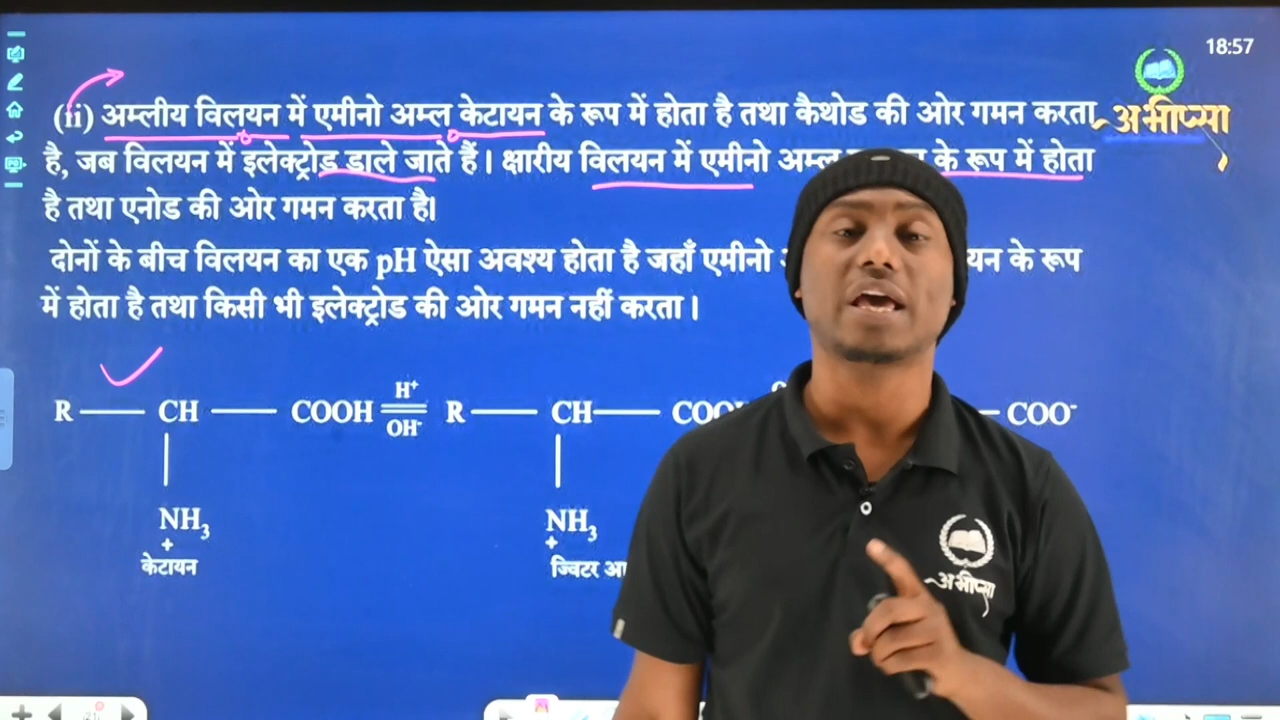 18:57
अभीप्सा
(ii) अम्लीय विलयन में एमीनो अम्ल केटायन के रूप में होता है तथा कैथोड की ओर गमन करता
है, जब विलयन में इलेक्ट्रोड डाले जाते हैं। क्षारीय विलयन में एमीनो अम्ल के रूप में होता
है तथा एनोड की ओर गमन करता है।
दोनों के बीच विलयन का एक pH ऐसा अवश्य होता है जहाँ एमीनो के रूप
में होता है तथा किसी भी इलेक्ट्रोड की ओर गमन नहीं करता।
R — CH — COOH H⁺ OH⁻ R — CH — — COO⁻
NH₃ NH₃
+ +
केटायन ज्विटर
अभीप्सा